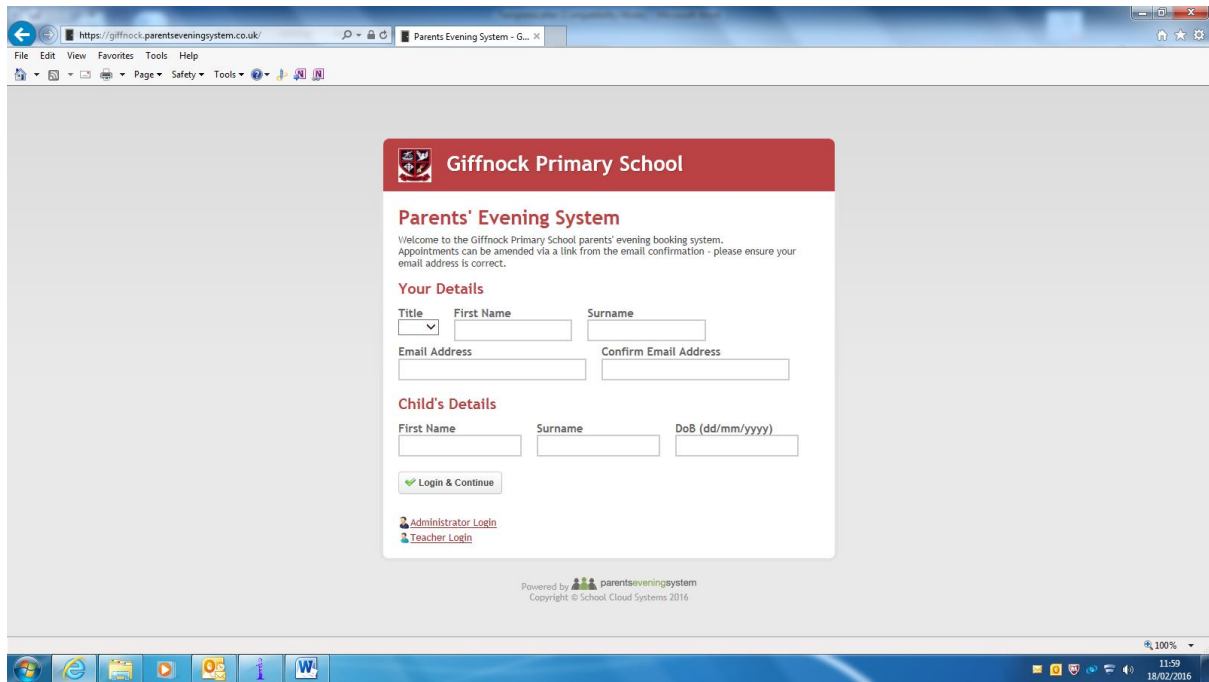 https://giffnock.parentseveningsystem.co.uk/
Parents Evening System - G...
File Edit View Favorites Tools Help
Page Safety Tools
Giffnock Primary School
Parents' Evening System
Welcome to the Giffnock Primary School parents' evening booking system.
Appointments can be amended via a link from the email confirmation - please ensure your
email address is correct.
Your Details
Title First Name Surname
Email Address Confirm Email Address
Child's Details
First Name Surname DoB (dd/mm/yyyy)
Login & Continue
Administrator Login
Teacher Login
Powered by parentseveningsystem
Copyright © School Cloud Systems 2016
100%
11:59
18/02/2016